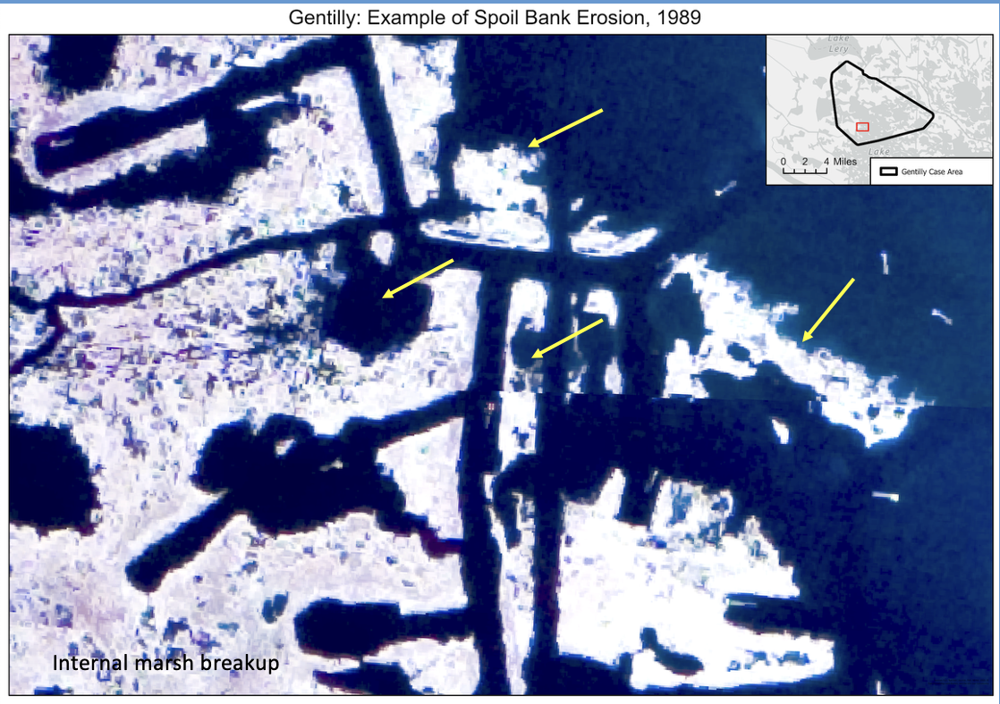 Gentilly: Example of Spoil Bank Erosion, 1989
Lake
Lery
Lake
0 2 4 Miles
Gentilly Case Area
Internal marsh breakup